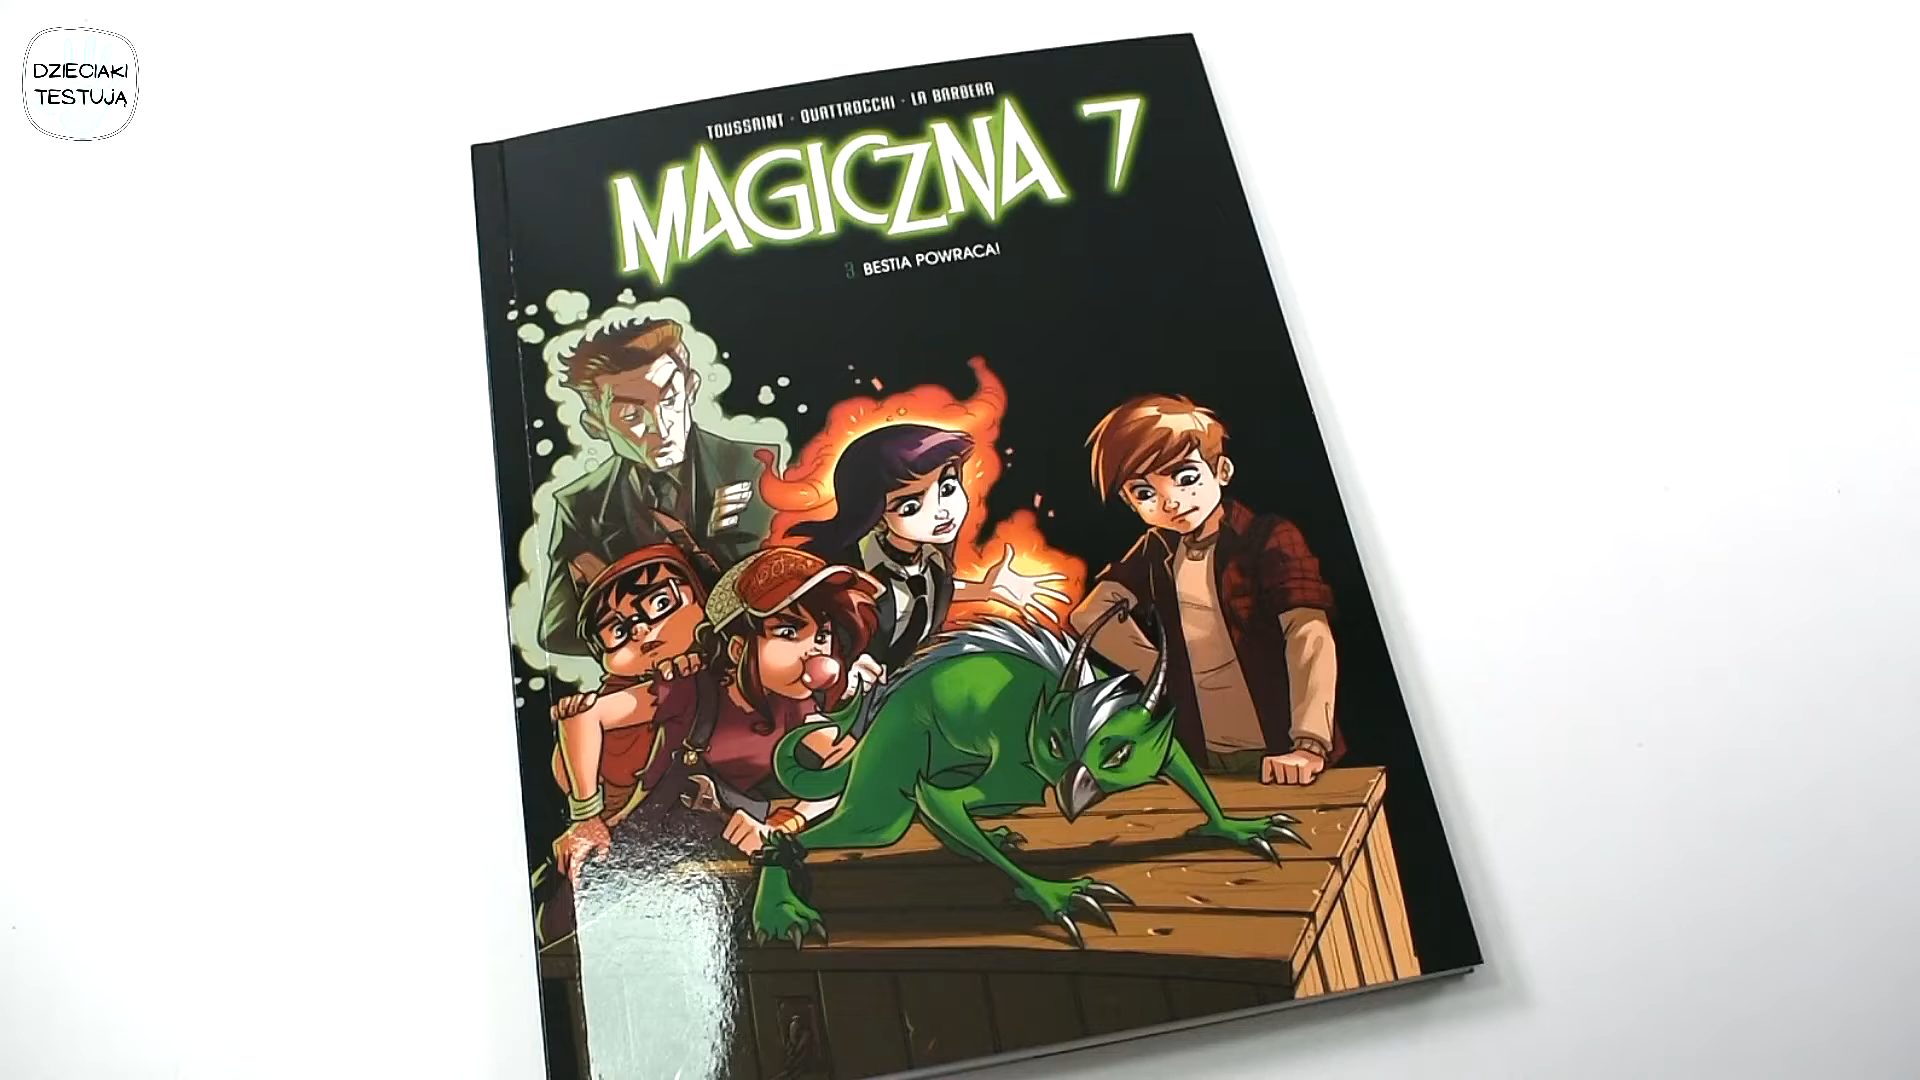 DZIECIAKI
TESTUJĄ
TOUSSAINT · QUATTROCCHI · LA BARBERA
MAGICZNA 7
3 BESTIA POWRACA!